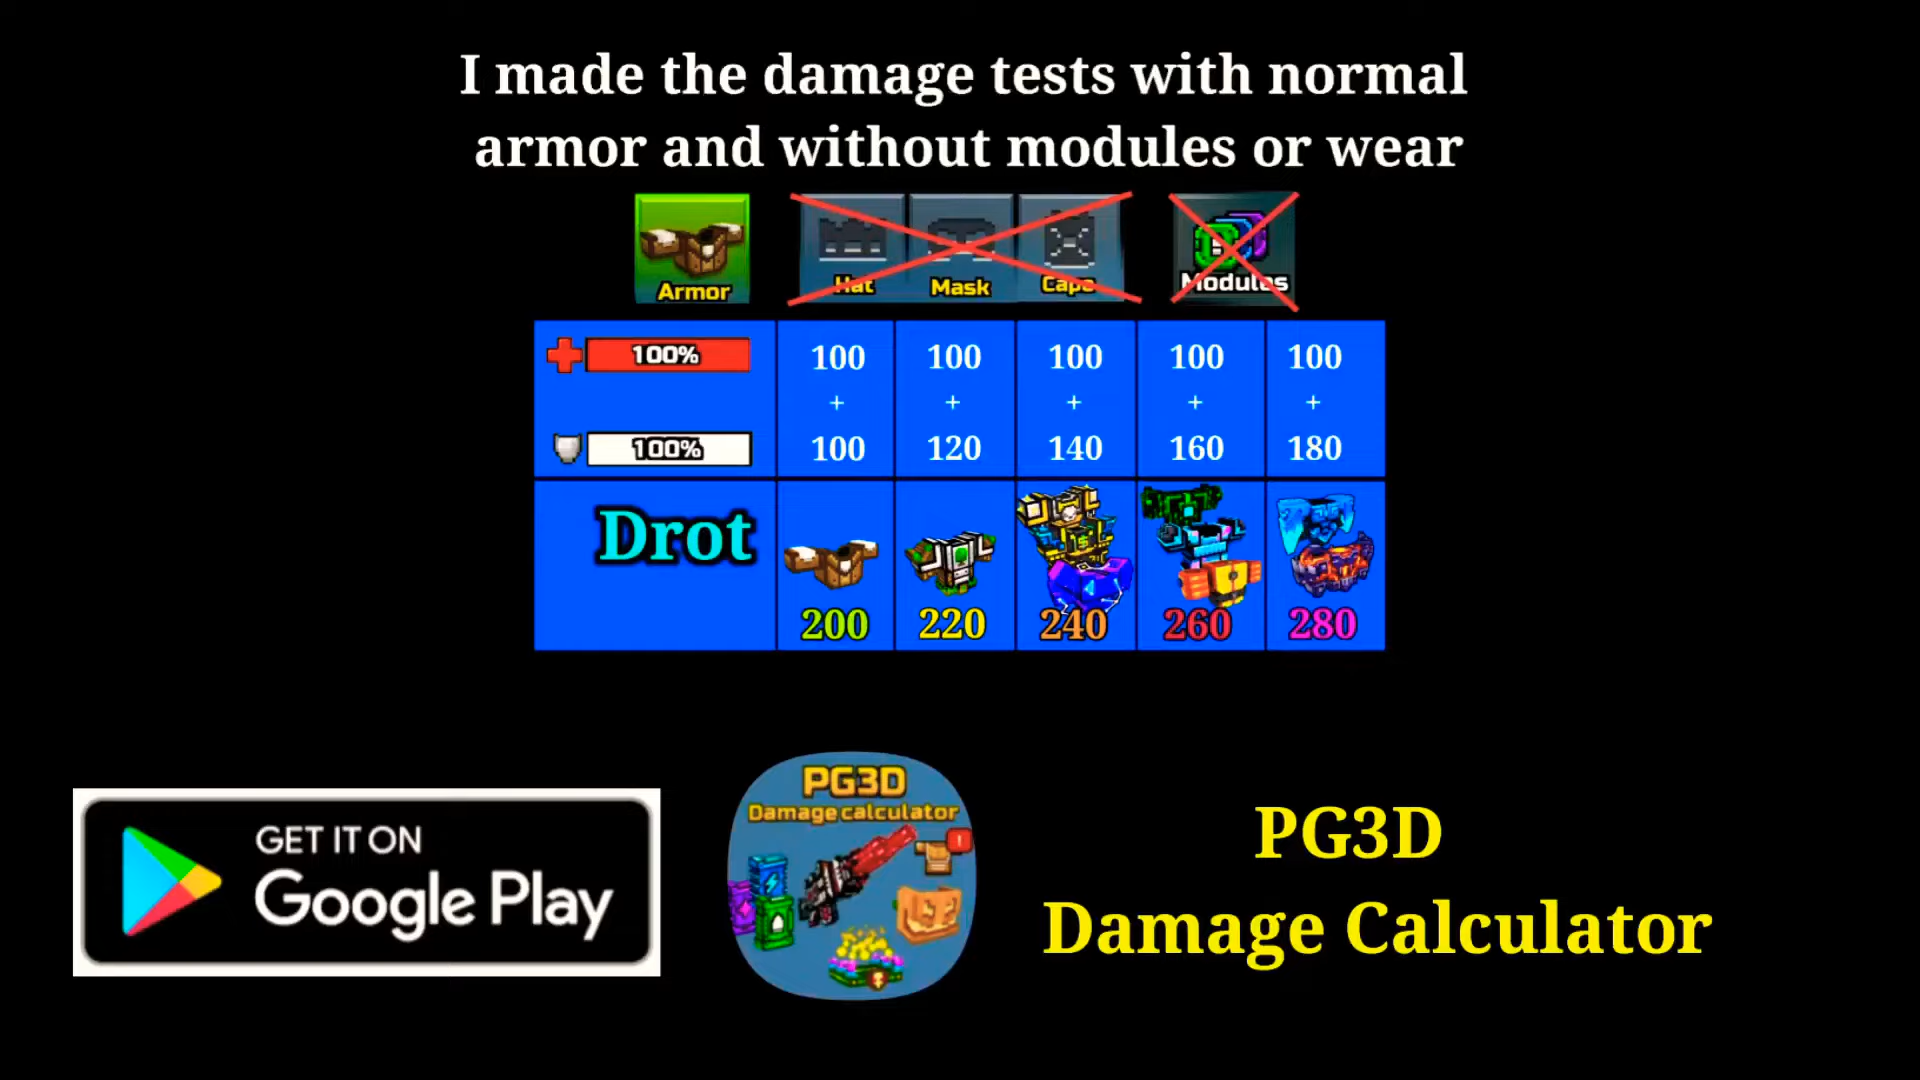 I made the damage tests with normal
armor and without modules or wear
Armor
Hat Mask Cape
Modules
100% 100 100 100 100 100
+ + + + +
100% 100 120 140 160 180
Drot
200 220 240 260 280
GET IT ON
Google Play
PG3D
Damage calculator
PG3D
Damage Calculator